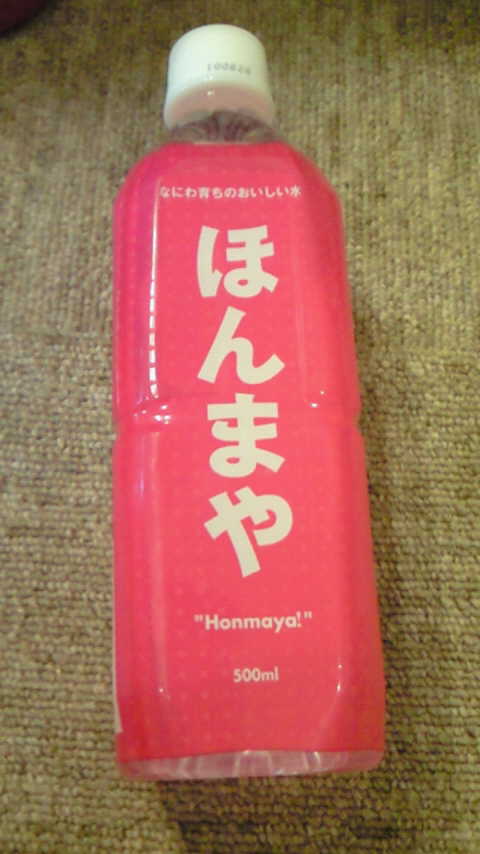 なにわ育ちのおいしい水
ほんまや
"Honmaya!"
500ml